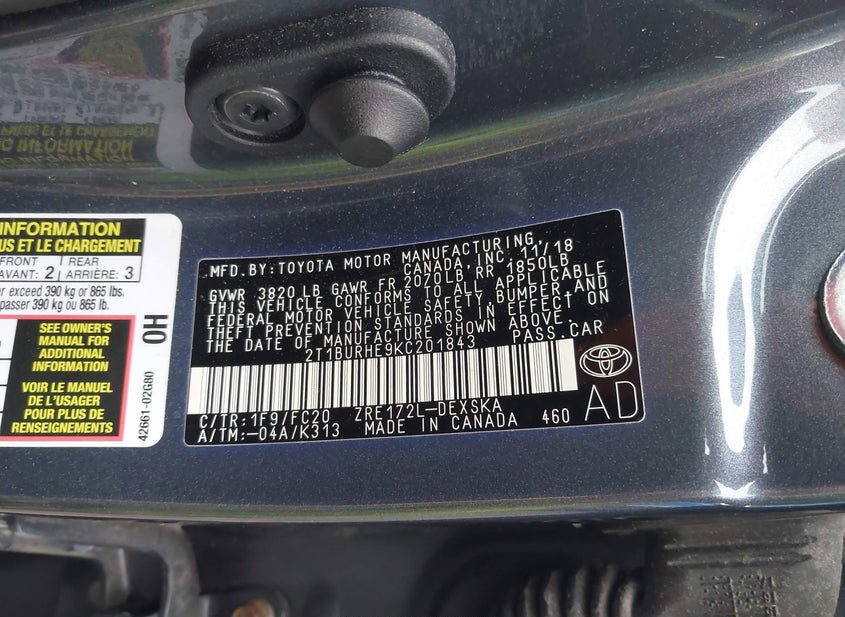 INFORMATION
US ET LE CHARGEMENT
FRONT
AVANT: 2
REAR
ARRIÈRE: 3
er exceed 390 kg or 865 lbs.
passer 390 kg ou 865 lb.
SEE OWNER'S
MANUAL FOR
ADDITIONAL
INFORMATION
VOIR LE MANUEL
DE L'USAGER
POUR PLUS DE
RENSEIGNEMENTS
0H
42661-02G80
MFD.BY:TOYOTA MOTOR MANUFACTURING,
CANADA, INC. 11/18
GVWR 3820 LB GAWR FR 2070LB,RR 1850LB
THIS VEHICLE CONFORMS TO ALL APPLICABLE
FEDERAL MOTOR VEHICLE SAFETY, BUMPER AND
THEFT PREVENTION STANDARDS IN EFFECT ON
THE DATE OF MANUFACTURE SHOWN ABOVE.
2T1BURHE9KC201843 PASS.CAR
C/TR:1F9/FC20 ZRE172L-DEXSKA
A/TM:-04A/K313 MADE IN CANADA 460
AD